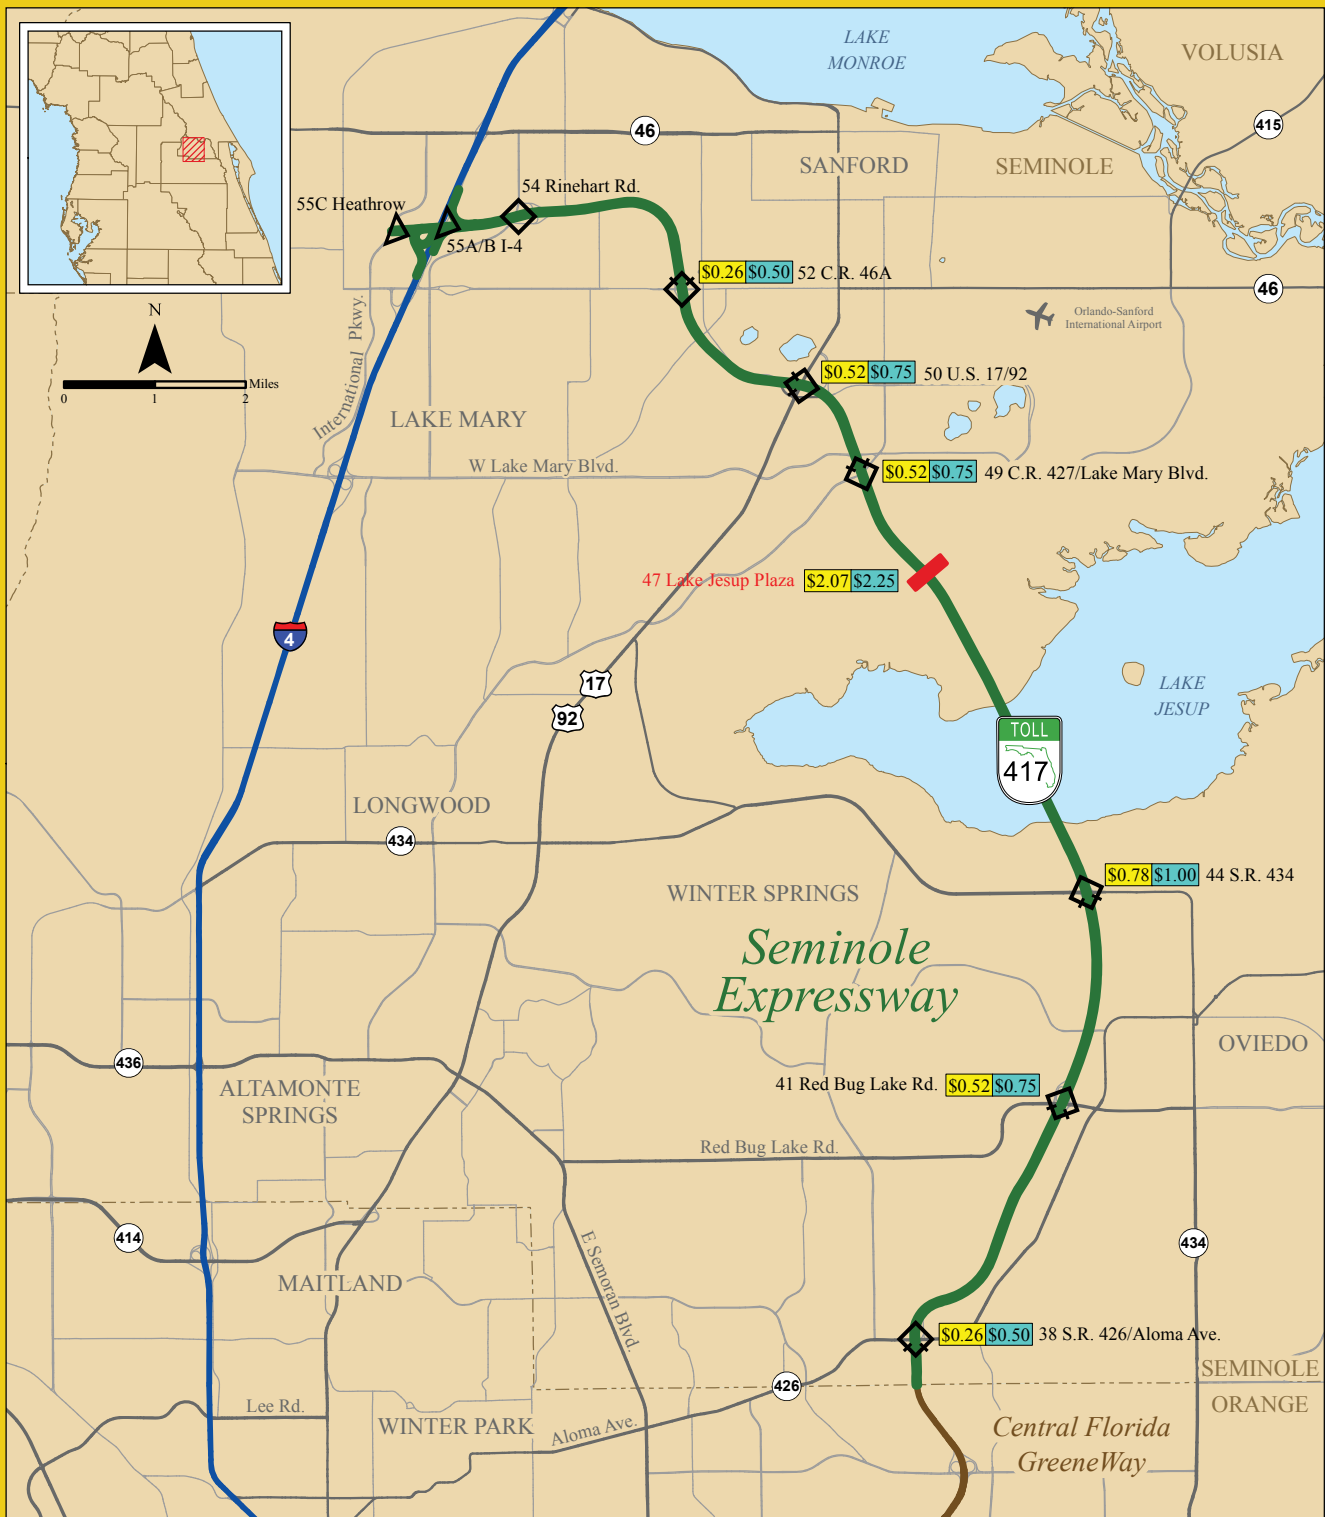 LAKE
MONROE
VOLUSIA
415
46
SANFORD
SEMINOLE
54 Rinehart Rd.
55C Heathrow
55A/B I-4
$0.26 $0.50 52 C.R. 46A
46
N
Orlando-Sanford
International Airport
Miles
0 1 2
International Pkwy.
$0.52 $0.75 50 U.S. 17/92
LAKE MARY
W Lake Mary Blvd.
$0.52 $0.75 49 C.R. 427/Lake Mary Blvd.
47 Lake Jesup Plaza $2.07 $2.25
4
17
92
LAKE
JESUP
TOLL
417
LONGWOOD
434
$0.78 $1.00 44 S.R. 434
WINTER SPRINGS
Seminole
Expressway
OVIEDO
436
ALTAMONTE
SPRINGS
41 Red Bug Lake Rd. $0.52 $0.75
Red Bug Lake Rd.
414
434
E Semoran Blvd.
MAITLAND
$0.26 $0.50 38 S.R. 426/Aloma Ave.
SEMINOLE
426
ORANGE
Lee Rd.
WINTER PARK
Aloma Ave.
Central Florida
GreeneWay